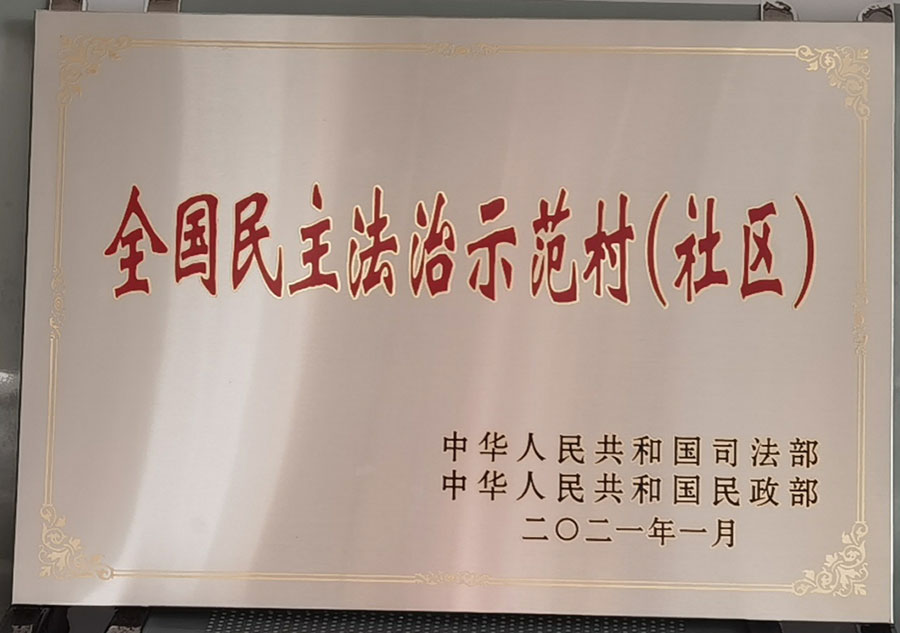 全国民主法治示范村(社区)
中华人民共和国司法部
中华人民共和国民政部
二〇二一年一月